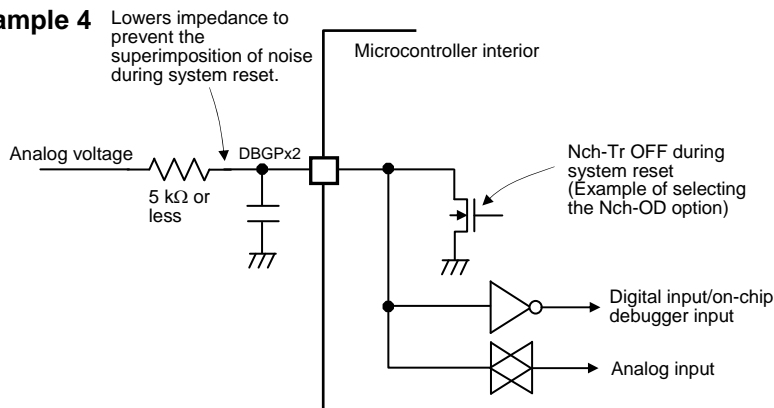 ample 4
Lowers impedance to
prevent the
superimposition of noise
during system reset.
Microcontroller interior
Analog voltage
DBGPx2
5 kΩ or
less
Nch-Tr OFF during
system reset
(Example of selecting
the Nch-OD option)
Digital input/on-chip
debugger input
Analog input